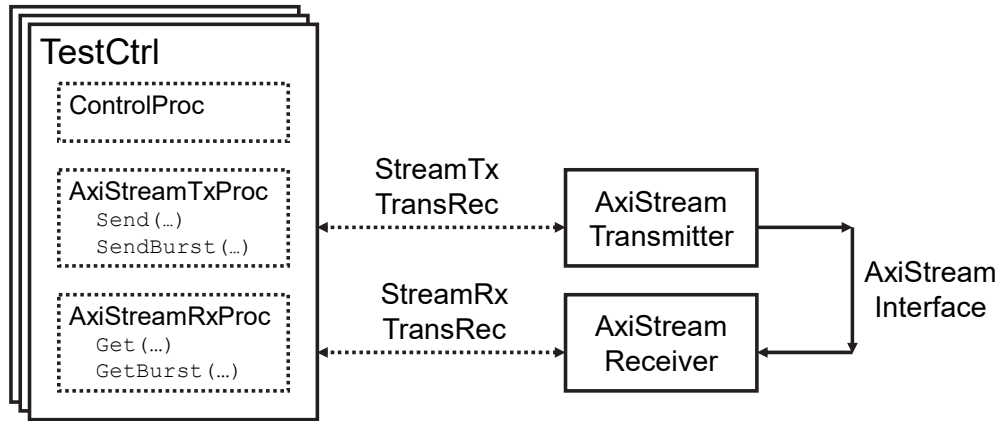 TestCtrl
ControlProc
AxiStreamTxProc
Send(…)
SendBurst(…)
AxiStreamRxProc
Get(…)
GetBurst(…)
StreamTx
TransRec
StreamRx
TransRec
AxiStream
Transmitter
AxiStream
Receiver
AxiStream
Interface